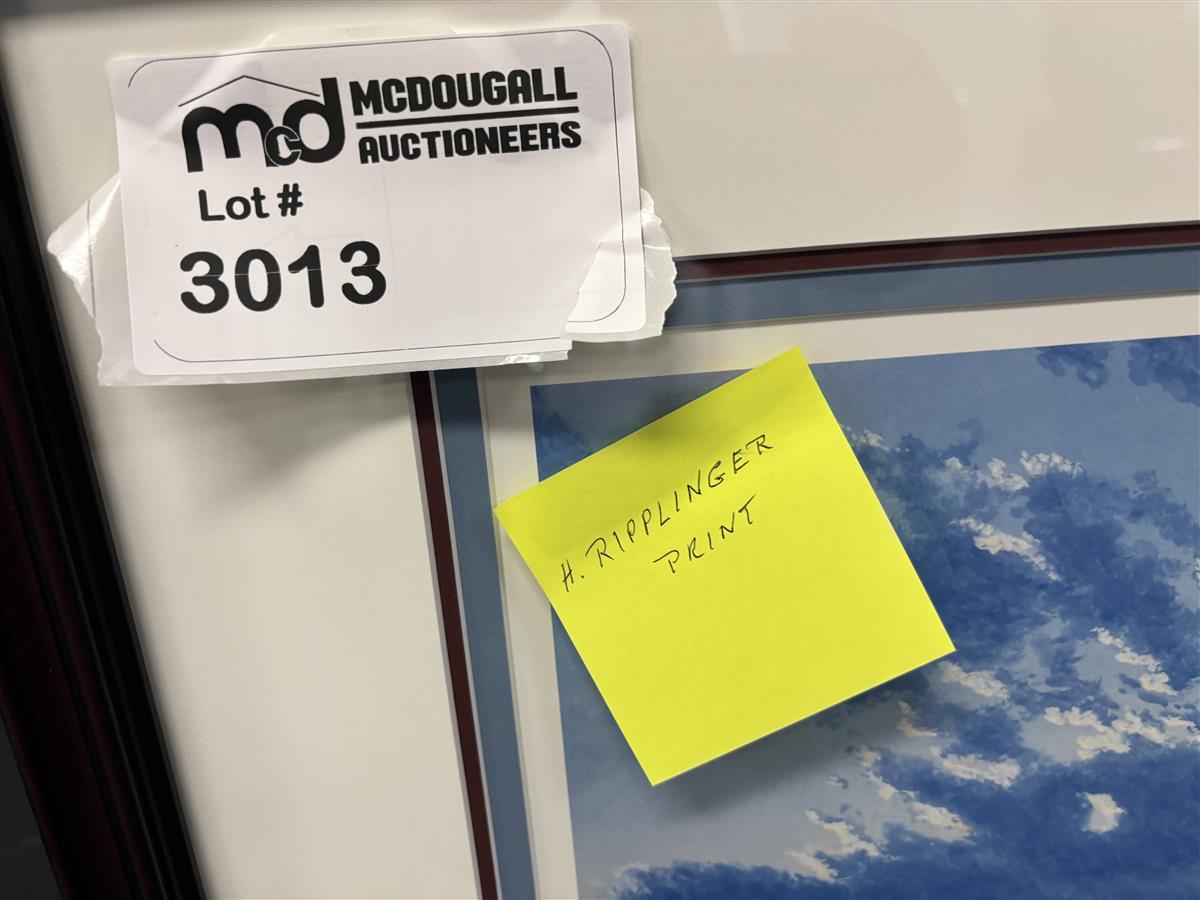 mcd MCDOUGALL
AUCTIONEERS
Lot #
3013
H. RIPPLINGER
PRINT